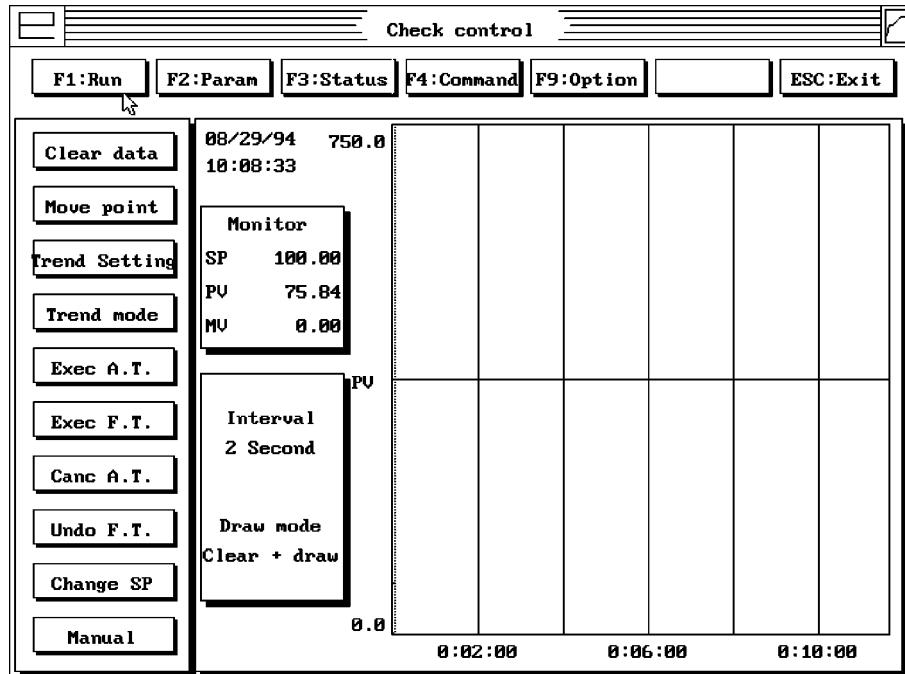 Check control
F1:Run F2:Param F3:Status F4:Command F9:Option ESC:Exit
Clear data
Move point
Trend Setting
Trend mode
Exec A.T.
Exec F.T.
Canc A.T.
Undo F.T.
Change SP
Manual
08/29/94
10:08:33
Monitor
SP 100.00
PV 75.84
MV 0.00
Interval
2 Second
Draw mode
Clear + draw
750.0
PV
0.0
0:02:00 0:06:00 0:10:00